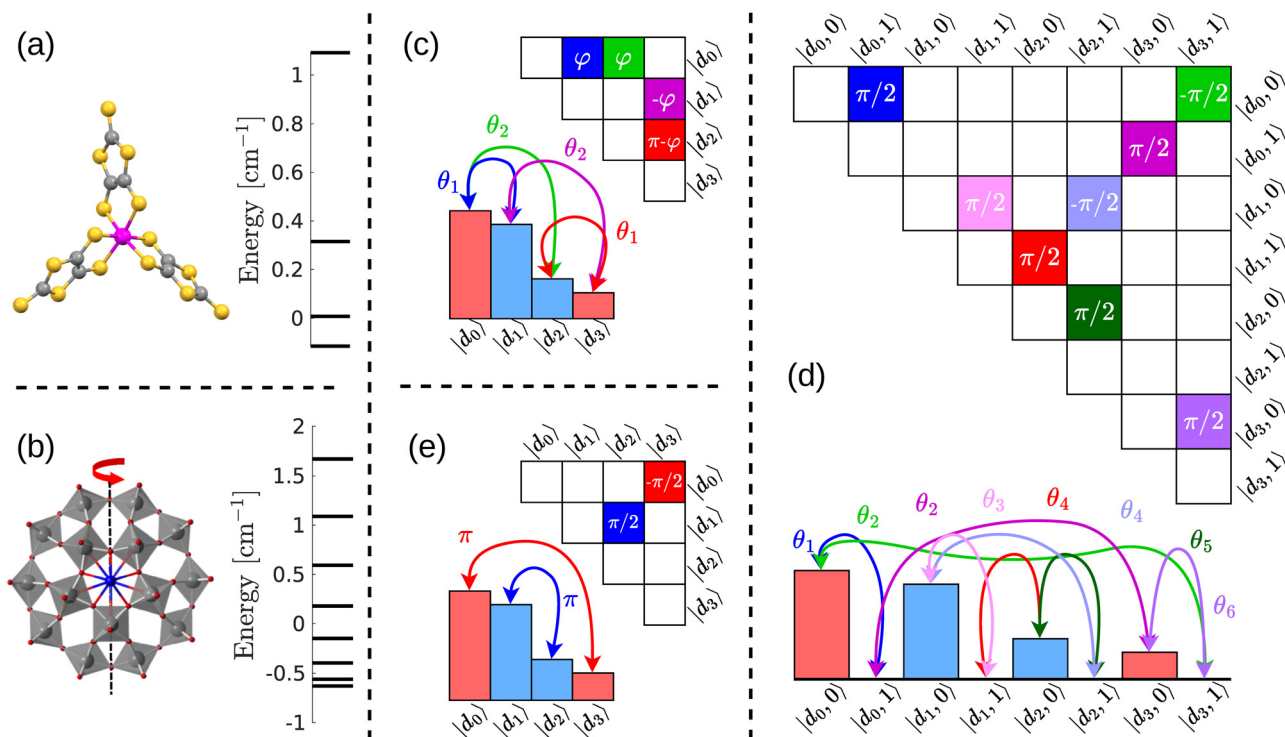 (a)
Energy [cm⁻¹]
1
0.8
0.6
0.4
0.2
0
(b)
Energy [cm⁻¹]
2
1.5
1
0.5
0
-0.5
-1
(c)
φ φ |d₀⟩
-φ |d₁⟩
π-φ |d₂⟩
|d₃⟩
θ₂
θ₂
θ₁
θ₁
|d₀⟩ |d₁⟩ |d₂⟩ |d₃⟩
(e)
|d₀⟩ |d₁⟩ |d₂⟩ |d₃⟩
-π/2 |d₀⟩
π/2 |d₁⟩
|d₂⟩
|d₃⟩
π
π
|d₀⟩ |d₁⟩ |d₂⟩ |d₃⟩
|d₀, 0⟩ |d₀, 1⟩ |d₁, 0⟩ |d₁, 1⟩ |d₂, 0⟩ |d₂, 1⟩ |d₃, 0⟩ |d₃, 1⟩
π/2 -π/2 |d₀, 0⟩
π/2 |d₀, 1⟩
π/2 -π/2 |d₁, 0⟩
π/2 |d₁, 1⟩
π/2 |d₂, 0⟩
|d₂, 1⟩
π/2 |d₃, 0⟩
|d₃, 1⟩
(d)
θ₁ θ₂ θ₂ θ₃ θ₄ θ₄ θ₅ θ₆
|d₀, 0⟩ |d₀, 1⟩ |d₁, 0⟩ |d₁, 1⟩ |d₂, 0⟩ |d₂, 1⟩ |d₃, 0⟩ |d₃, 1⟩